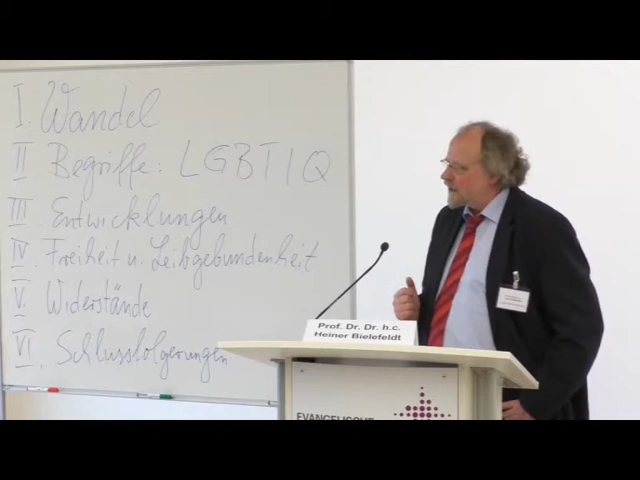 I. Wandel
II Begriffe: LGBTIQ
III Entwicklungen
IV Freiheit u. Leibgebundenheit
V. Widerstände
VI Schlussfolgerungen
Prof. Dr. Dr. h.c.
Heiner Bielefeldt
EVANGELISCHE